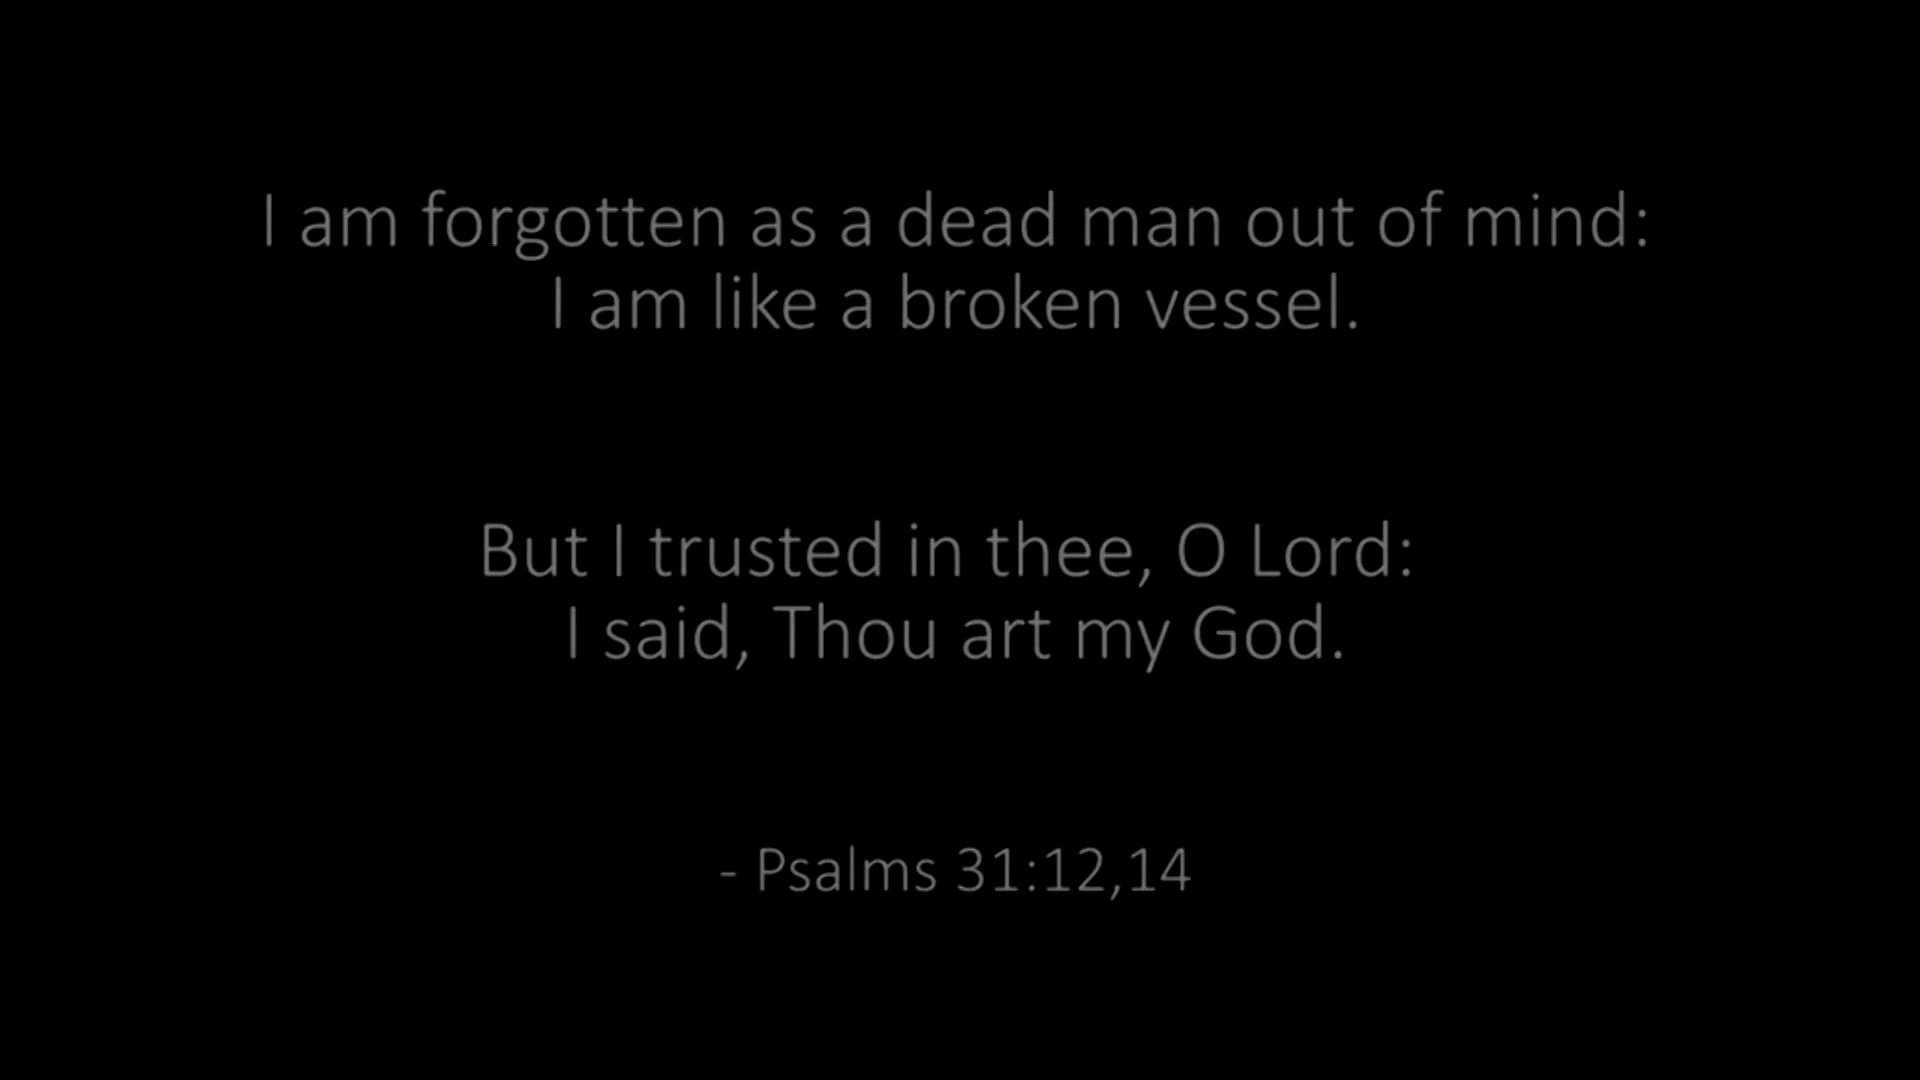 I am forgotten as a dead man out of mind:
I am like a broken vessel.
But I trusted in thee, O Lord:
I said, Thou art my God.
- Psalms 31:12,14